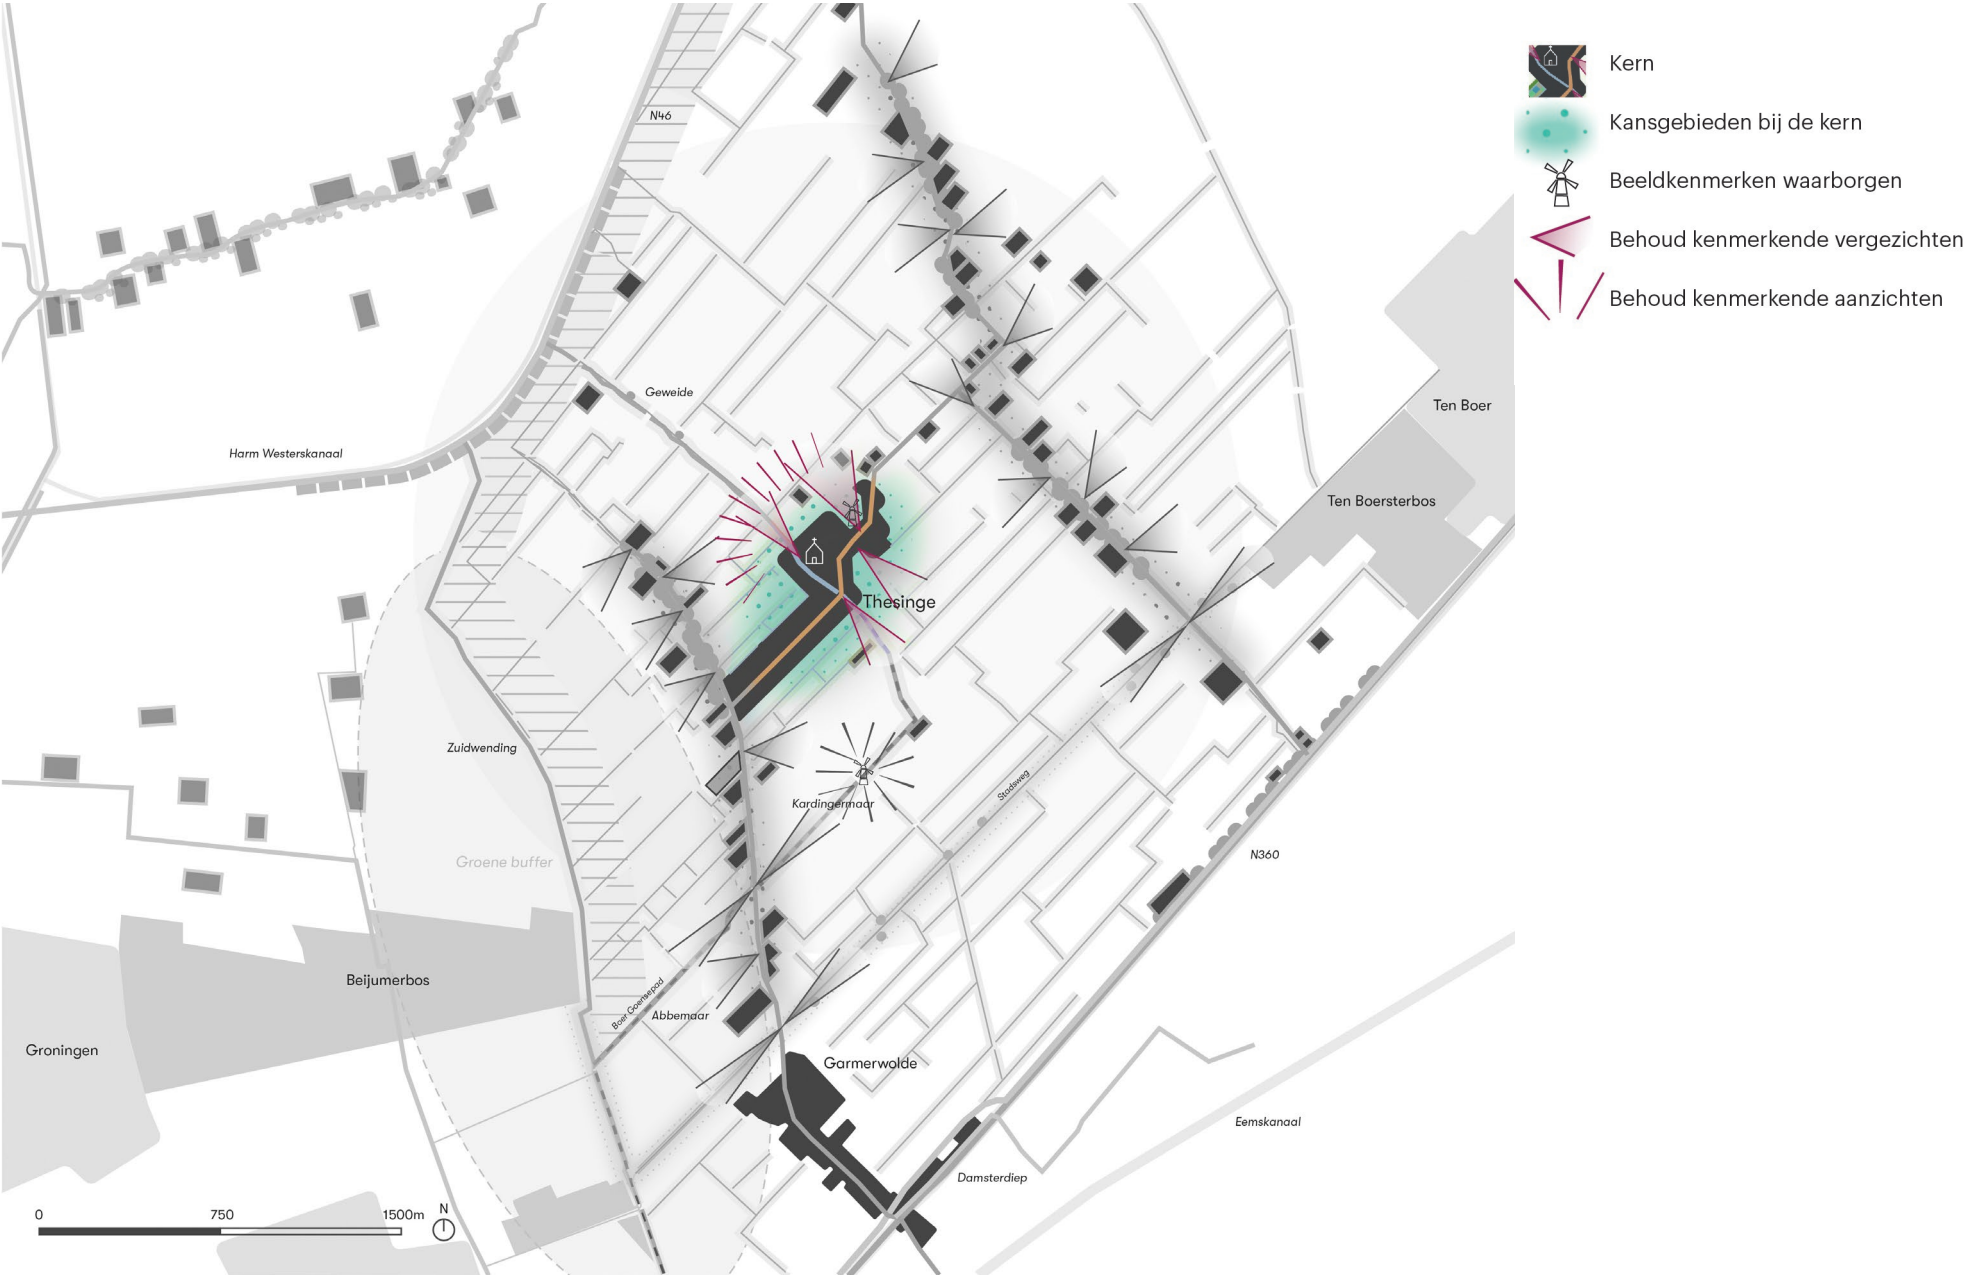 Kern
Kansgebieden bij de kern
Beeldkenmerken waarborgen
Behoud kenmerkende vergezichten
Behoud kenmerkende aanzichten
N46
Geweide
Harm Westerskanaal
Ten Boer
Ten Boersterbos
Thesinge
Zuidwending
Kardingermaar
Stadsweg
Groene buffer
N360
Beijumerbos
Boer Goensepad
Abbemaar
Groningen
Garmerwolde
Eemskanaal
Damsterdiep
0 750 1500m N